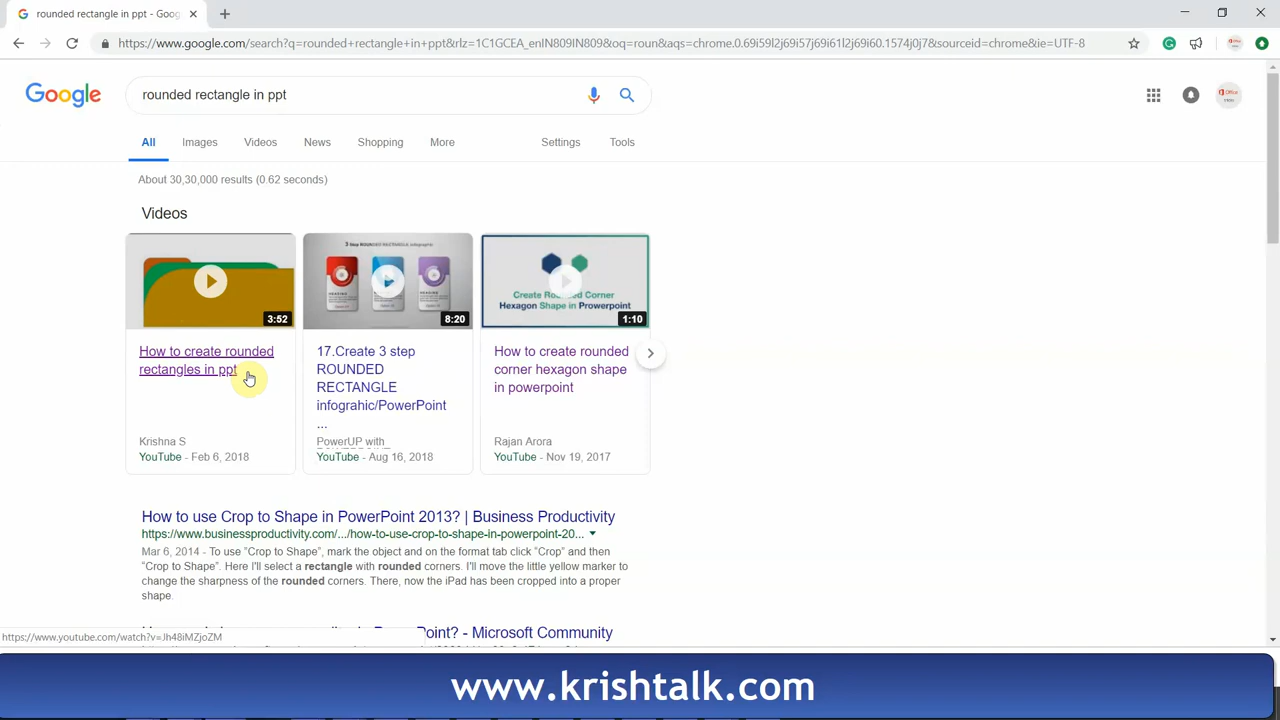 rounded rectangle in ppt - Goog
https://www.google.com/search?q=rounded+rectangle+in+ppt&rlz=1C1GCEA_enIN809IN809&oq=roun&aqs=chrome.0.69i59l2j69i57j69i61l2j69i60.1574j0j7&sourceid=chrome&ie=UTF-8
Google
rounded rectangle in ppt
All Images Videos News Shopping More Settings Tools
About 30,30,000 results (0.62 seconds)
Videos
3:52
How to create rounded
rectangles in ppt
Krishna S
YouTube - Feb 6, 2018
3 Step ROUNDED RECTANGLE infographic
HEADING
HEADING
HEADING
8:20
17.Create 3 step
ROUNDED
RECTANGLE
infograhic/PowerPoint
...
PowerUP with
YouTube - Aug 16, 2018
Create Rounded Corner
Hexagon Shape in Prowerpoint
1:10
How to create rounded
corner hexagon shape
in powerpoint
Rajan Arora
YouTube - Nov 19, 2017
How to use Crop to Shape in PowerPoint 2013? | Business Productivity
https://www.businessproductivity.com/.../how-to-use-crop-to-shape-in-powerpoint-20...
Mar 6, 2014 - To use "Crop to Shape", mark the object and on the format tab click "Crop" and then
"Crop to Shape". Here I'll select a rectangle with rounded corners. I'll move the little yellow marker to
change the sharpness of the rounded corners. There, now the iPad has been cropped into a proper
shape.
Point? - Microsoft Community
https://www.youtube.com/watch?v=Jh48iMZjoZM
www.krishtalk.com